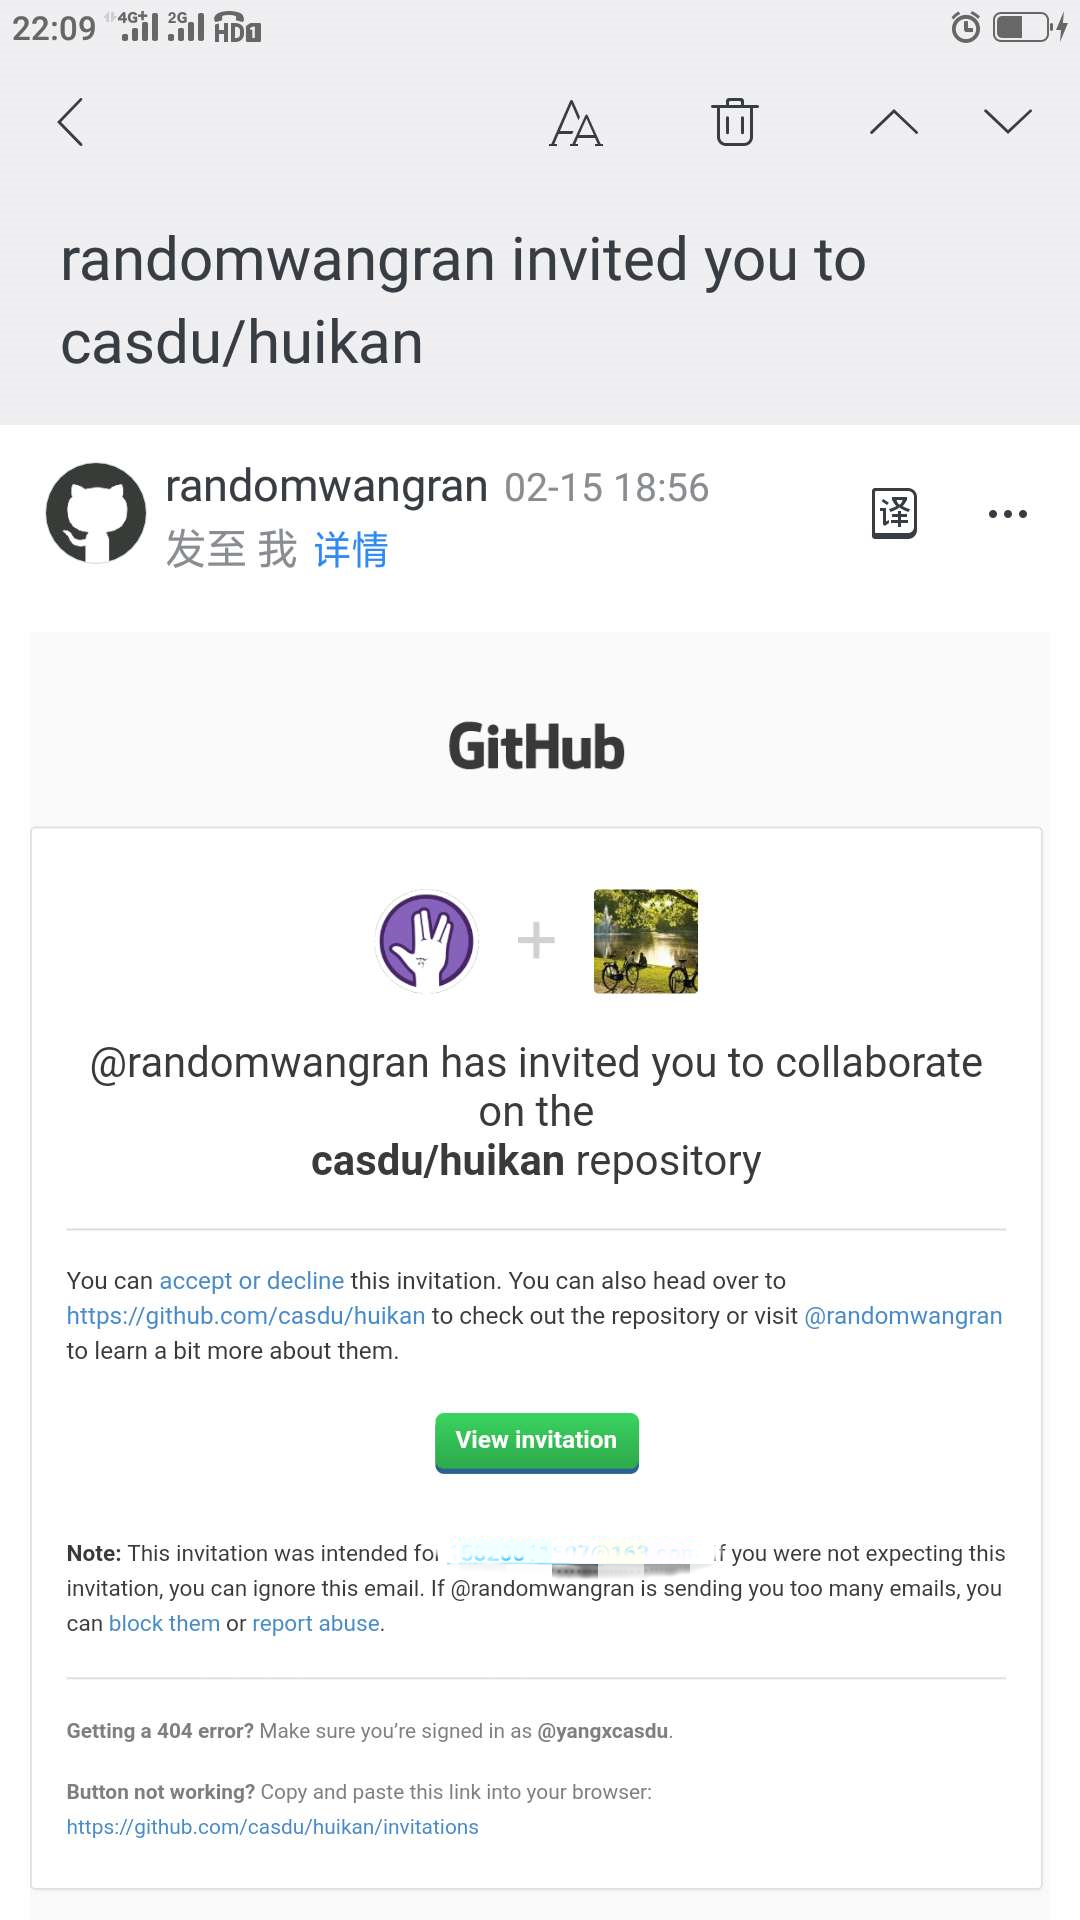 22:09 4G+ 2G HD1
randomwangran invited you to
casdu/huikan
randomwangran 02-15 18:56
译
发至 我 详情
GitHub
@randomwangran has invited you to collaborate
on the
casdu/huikan repository
You can accept or decline this invitation. You can also head over to
https://github.com/casdu/huikan to check out the repository or visit @randomwangran
to learn a bit more about them.
View invitation
Note: This invitation was intended for if you were not expecting this
invitation, you can ignore this email. If @randomwangran is sending you too many emails, you
can block them or report abuse.
Getting a 404 error? Make sure you’re signed in as @yangxcasdu.
Button not working? Copy and paste this link into your browser:
https://github.com/casdu/huikan/invitations